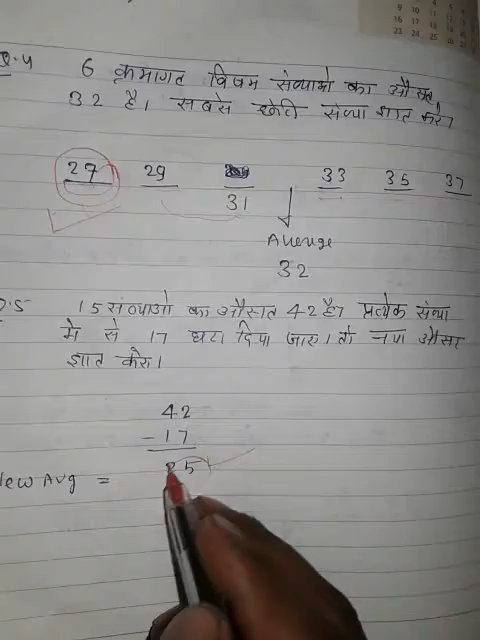 Q.4 6 क्रमागत विषम संख्याओ का औसत
32 है। सबसे छोटी संख्या ज्ञात करे।
27 29 31 33 35 37
Average
32
Q.5 15 संख्याओ का औसत 42 है। प्रत्येक संख्या
मे से 17 घटा दिया जाए। तो नया औसत
ज्ञात करो।
42
- 17
25
New Avg =